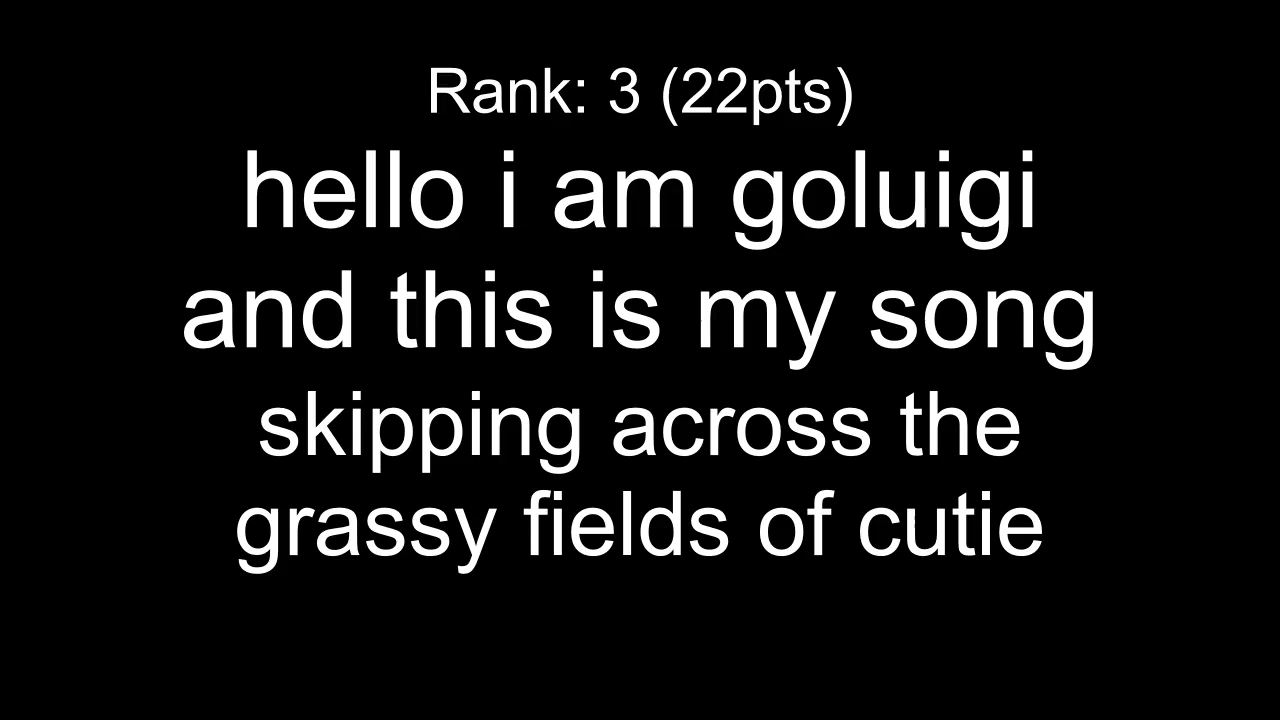 Rank: 3 (22pts)
hello i am goluigi
and this is my song
skipping across the
grassy fields of cutie